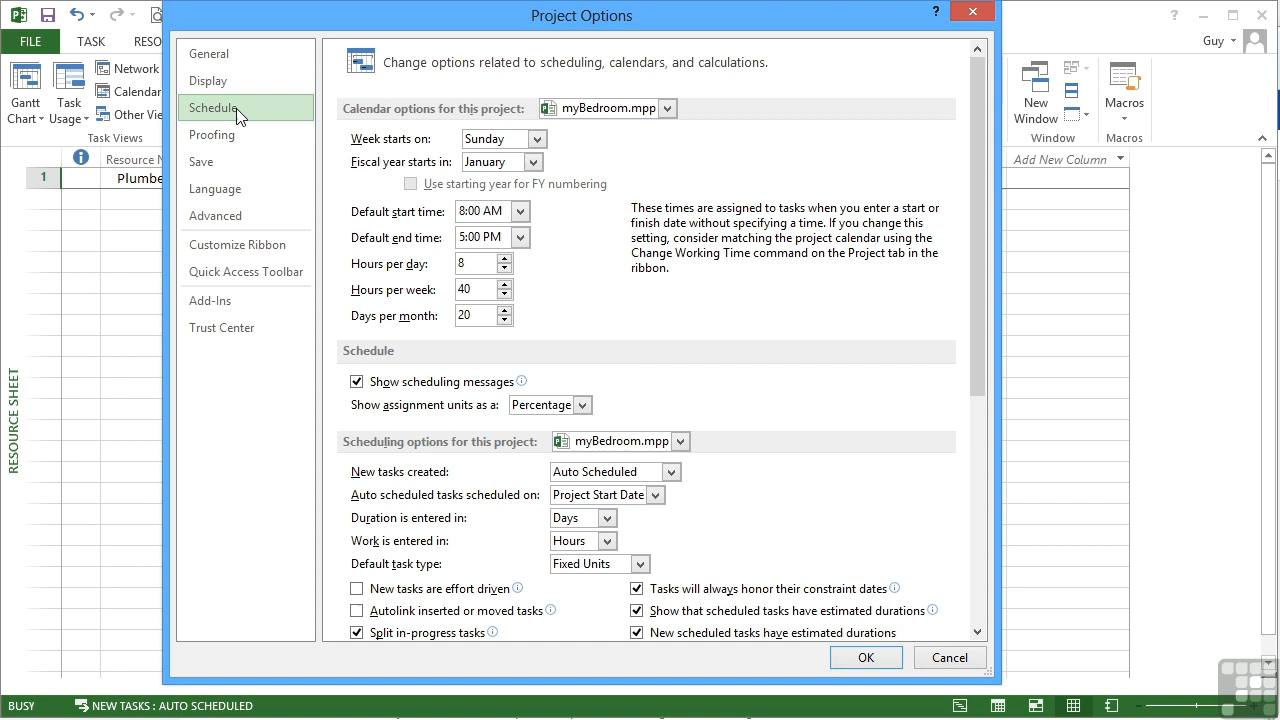 Project Options
?
FILE
TASK
RESO
Guy
Gantt
Chart
Task
Usage
Network
Calendar
Other Vie
Task Views
New
Window
Window
Macros
Macros
Resource N
Add New Column
1
Plumbe
RESOURCE SHEET
General
Display
Schedule
Proofing
Save
Language
Advanced
Customize Ribbon
Quick Access Toolbar
Add-Ins
Trust Center
Change options related to scheduling, calendars, and calculations.
Calendar options for this project: myBedroom.mpp
Week starts on: Sunday
Fiscal year starts in: January
Use starting year for FY numbering
Default start time: 8:00 AM
Default end time: 5:00 PM
Hours per day: 8
Hours per week: 40
Days per month: 20
These times are assigned to tasks when you enter a start or
finish date without specifying a time. If you change this
setting, consider matching the project calendar using the
Change Working Time command on the Project tab in the
ribbon.
Schedule
Show scheduling messages
Show assignment units as a: Percentage
Scheduling options for this project: myBedroom.mpp
New tasks created: Auto Scheduled
Auto scheduled tasks scheduled on: Project Start Date
Duration is entered in: Days
Work is entered in: Hours
Default task type: Fixed Units
New tasks are effort driven
Tasks will always honor their constraint dates
Autolink inserted or moved tasks
Show that scheduled tasks have estimated durations
Split in-progress tasks
New scheduled tasks have estimated durations
OK
Cancel
BUSY
NEW TASKS : AUTO SCHEDULED